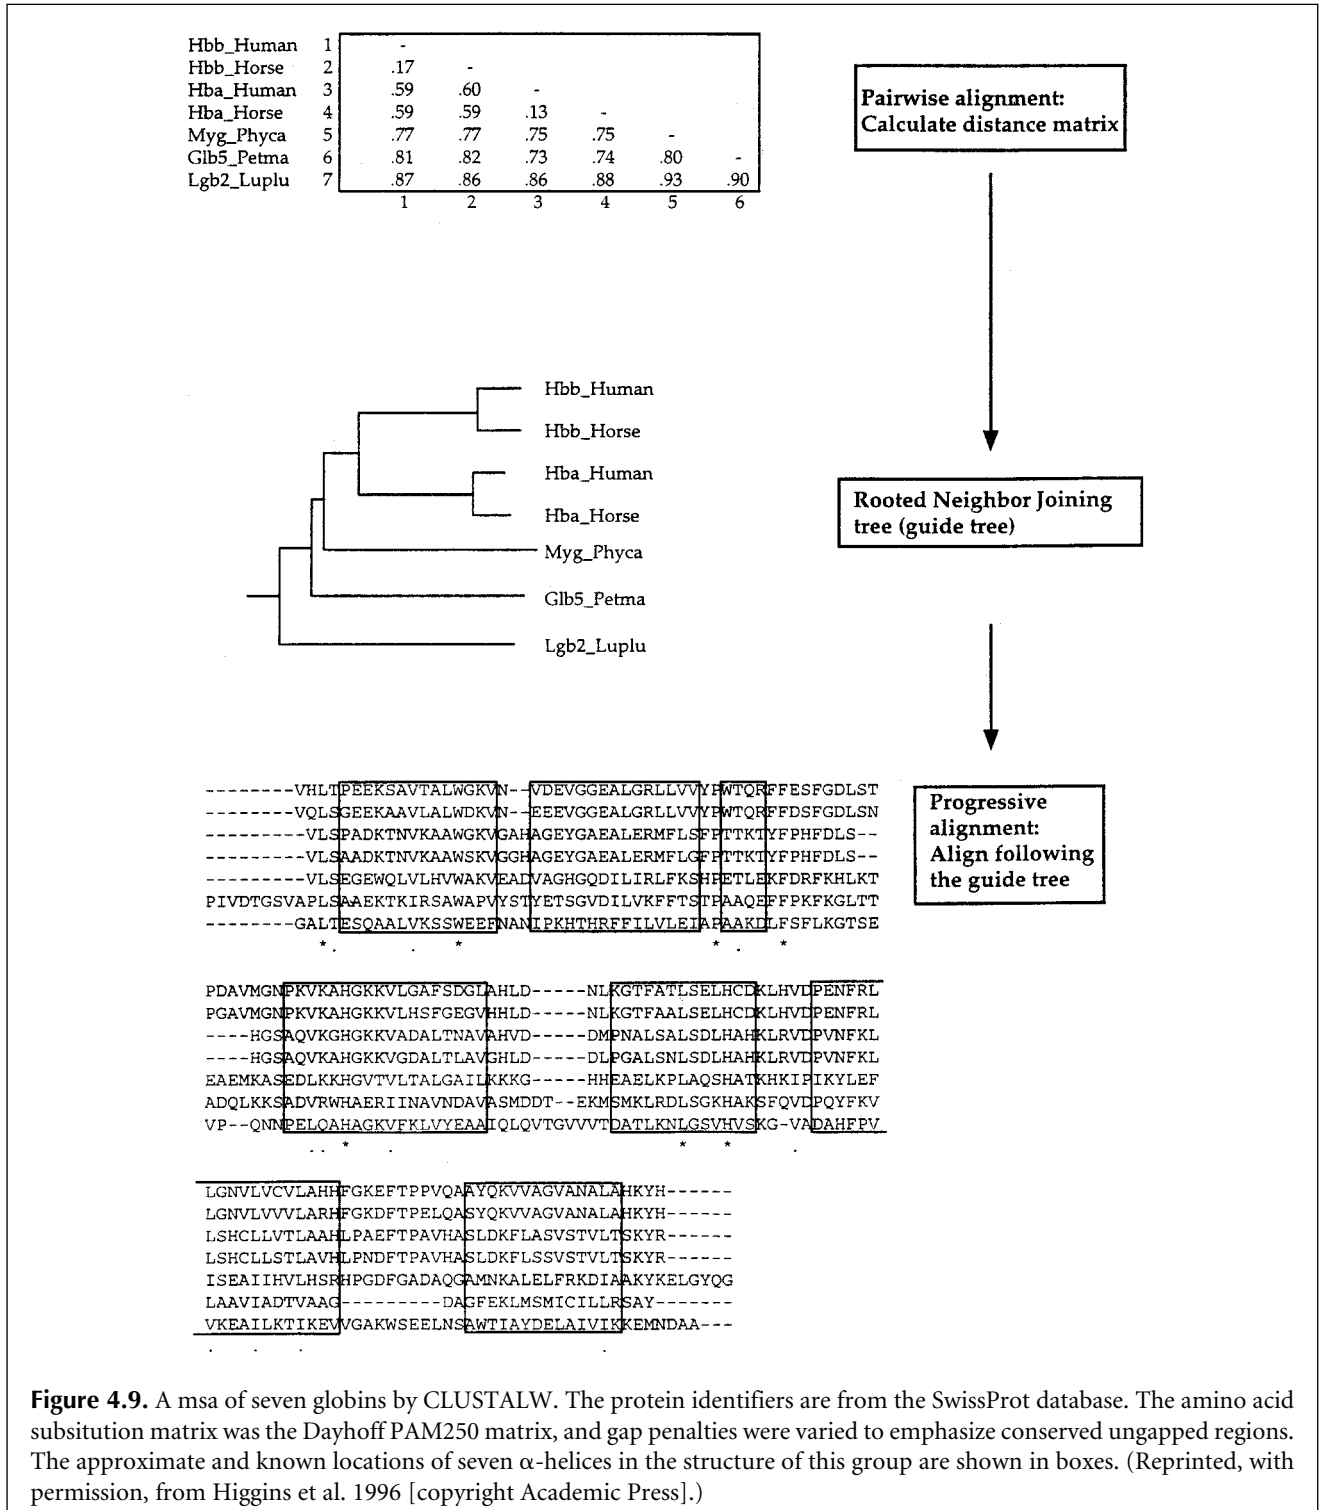 Hbb_Human 1 -
Hbb_Horse 2 .17 -
Hba_Human 3 .59 .60 -
Hba_Horse 4 .59 .59 .13 -
Myg_Phyca 5 .77 .77 .75 .75 -
Glb5_Petma 6 .81 .82 .73 .74 .80 -
Lgb2_Luplu 7 .87 .86 .86 .88 .93 .90
1 2 3 4 5 6
Pairwise alignment:
Calculate distance matrix
Hbb_Human
Hbb_Horse
Hba_Human
Hba_Horse
Myg_Phyca
Glb5_Petma
Lgb2_Luplu
Rooted Neighbor Joining
tree (guide tree)
--------VHLTPEEKSAVTALWGKVN--VDEVGGEALGRLLVVYPWTQRFFESFGDLST
--------VQLSGEEKAAVLALWDKVN--EEEVGGEALGRLLVVYPWTQRFFDSFGDLSN
---------VLSPADKTNVKAAWGKVGAHAGEYGAEALERMFLSFPTTKTYFPHFDLS--
---------VLSAADKTNVKAAWSKVGGHAGEYGAEALERMFLGFPTTKTYFPHFDLS--
---------VLSEGEWQLVLHVWAKVEADVAGHGQDILIRLFKSHPETLEKFDRFKHLKT
PIVDTGSVAPLSAAEKTKIRSAWAPVYSTYETSGVDILVKFFTSTPAAQEFFPKFKGLTT
--------GALTESQAALVKSSWEEFNANIPKHTHRFFILVLEIAPAAKDLFSFLKGTSE
* . . * * . *
Progressive
alignment:
Align following
the guide tree
PDAVMGNPKVKAHGKKVLGAFSDGLAHLD-----NLKGTFATLSELHCDKLHVDPENFRL
PGAVMGNPKVKAHGKKVLHSFGEGVHHLD-----NLKGTFAALSELHCDKLHVDPENFRL
----HGSAQVKGHGKKVADALTNAVAHVD-----DMPNALSALSDLHAHKLRVDPVNFKL
----HGSAQVKAHGKKVGDALTLAVGHLD-----DLPGALSNLSDLHAHKLRVDPVNFKL
EAEMKASEDLKKHGVTVLTALGAILKKKG-----HHEAELKPLAQSHATKHKIPIKYLEF
ADQLKKSADVRWHAERIINAVNDAVASMDDT--EKMSMKLRDLSGKHAKSFQVDPQYFKV
VP--QNNPELQAHAGKVFKLVYEAAIQLQVTGVVVTDATLKNLGSVHVSKG-VADAHFPV
. . * . * * .
LGNVLVCVLAHHFGKEFTPPVQAAYQKVVAGVANALAHKYH------
LGNVLVVVLARHFGKDFTPELQASYQKVVAGVANALAHKYH------
LSHCLLVTLAAHLPAEFTPAVHASLDKFLASVSTVLTSKYR------
LSHCLLSTLAVHLPNDFTPAVHASLDKFLSSVSTVLTSKYR------
ISEAIIHVLHSRHPGDFGADAQGAMNKALELFRKDIAAKYKELGYQG
LAAVIADTVAAG---------DAGFEKLMSMICILLRSAY-------
VKEAILKTIKEVVGAKWSEELNSAWTIAYDELAIVIKKEMNDAA---
. . . .
Figure 4.9. A msa of seven globins by CLUSTALW. The protein identifiers are from the SwissProt database. The amino acid
subsitution matrix was the Dayhoff PAM250 matrix, and gap penalties were varied to emphasize conserved ungapped regions.
The approximate and known locations of seven α-helices in the structure of this group are shown in boxes. (Reprinted, with
permission, from Higgins et al. 1996 [copyright Academic Press].)